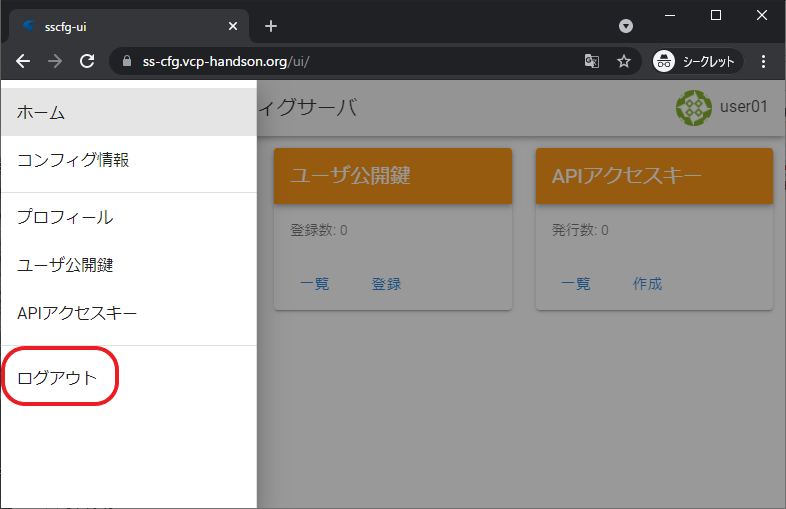 sscfg-ui
ss-cfg.vcp-handson.org/ui/
シークレット
ホーム
コンフィグ情報
プロフィール
ユーザ公開鍵
APIアクセスキー
ログアウト
ィグサーバ
user01
ユーザ公開鍵
登録数: 0
一覧 登録
APIアクセスキー
発行数: 0
一覧 作成